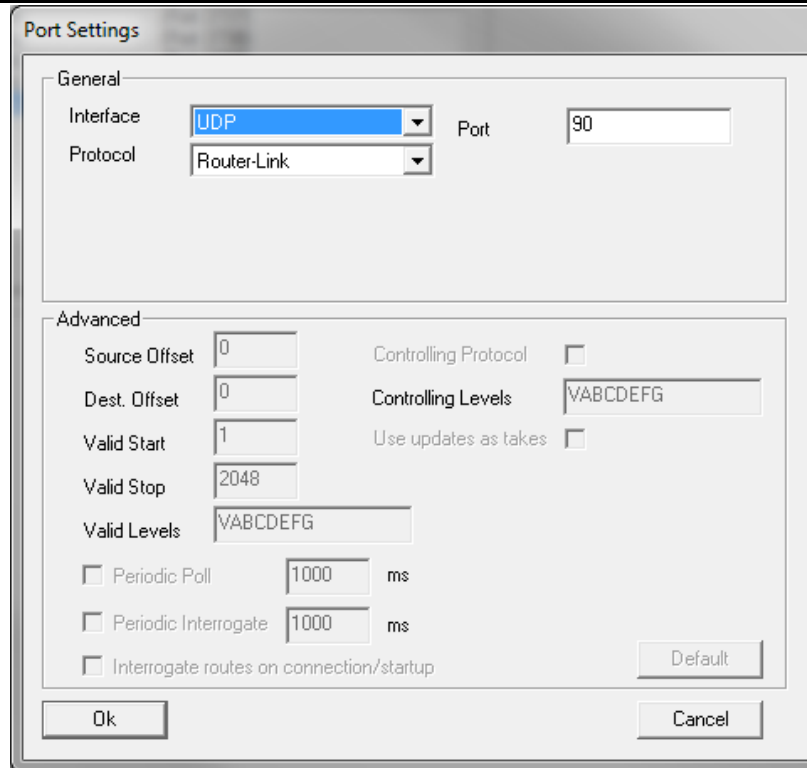 Port Settings
General
Interface UDP Port 90
Protocol Router-Link
Advanced
Source Offset 0 Controlling Protocol
Dest. Offset 0 Controlling Levels VABCDEFG
Valid Start 1 Use updates as takes
Valid Stop 2048
Valid Levels VABCDEFG
Periodic Poll 1000 ms
Periodic Interrogate 1000 ms
Interrogate routes on connection/startup Default
Ok Cancel